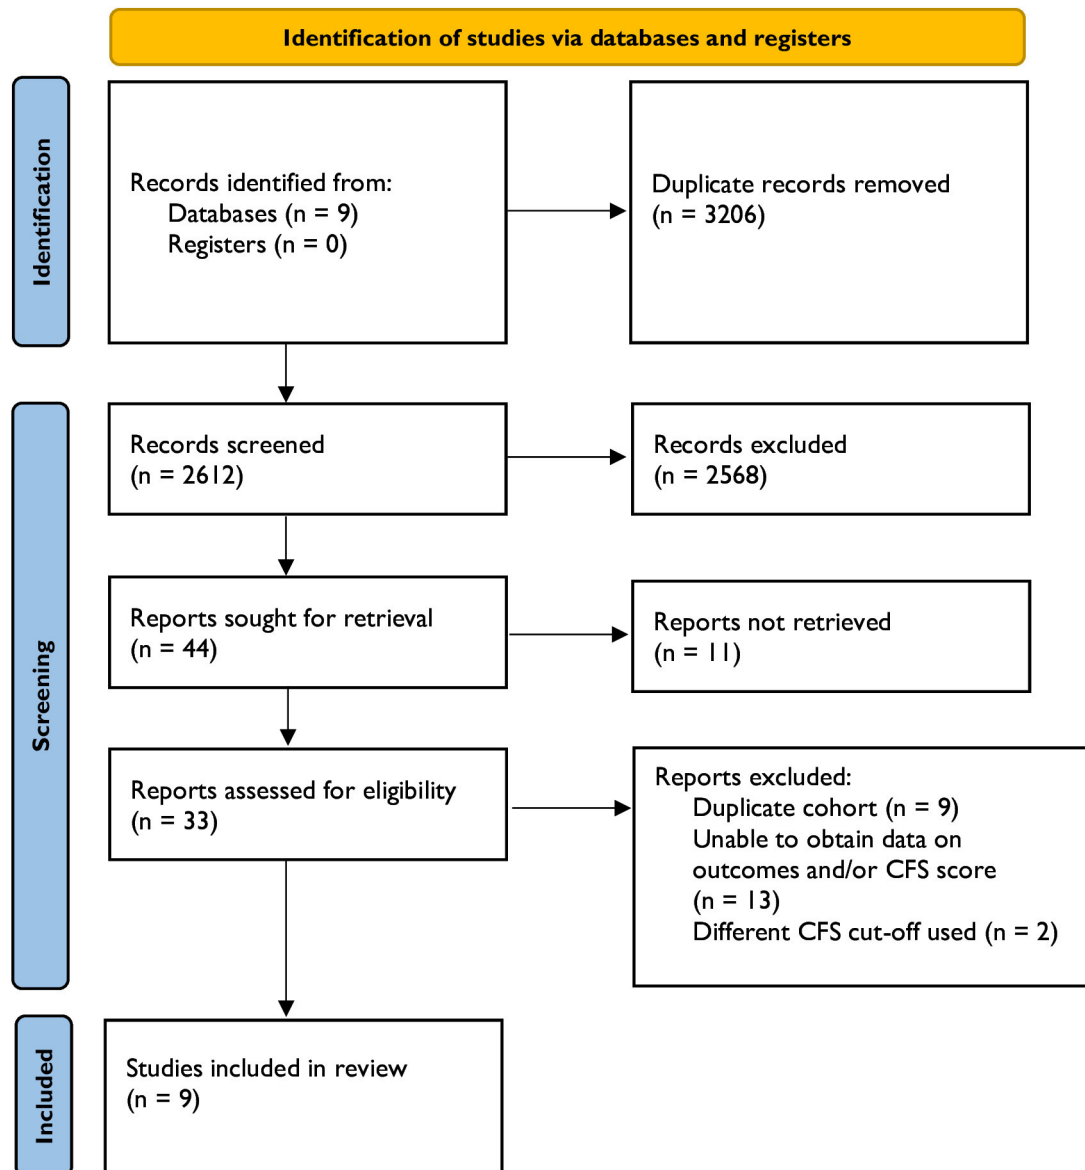 Identification of studies via databases and registers
Identification
Records identified from:
Databases (n = 9)
Registers (n = 0)
Duplicate records removed
(n = 3206)
Screening
Records screened
(n = 2612)
Records excluded
(n = 2568)
Reports sought for retrieval
(n = 44)
Reports not retrieved
(n = 11)
Reports assessed for eligibility
(n = 33)
Reports excluded:
Duplicate cohort (n = 9)
Unable to obtain data on
outcomes and/or CFS score
(n = 13)
Different CFS cut-off used (n = 2)
Included
Studies included in review
(n = 9)